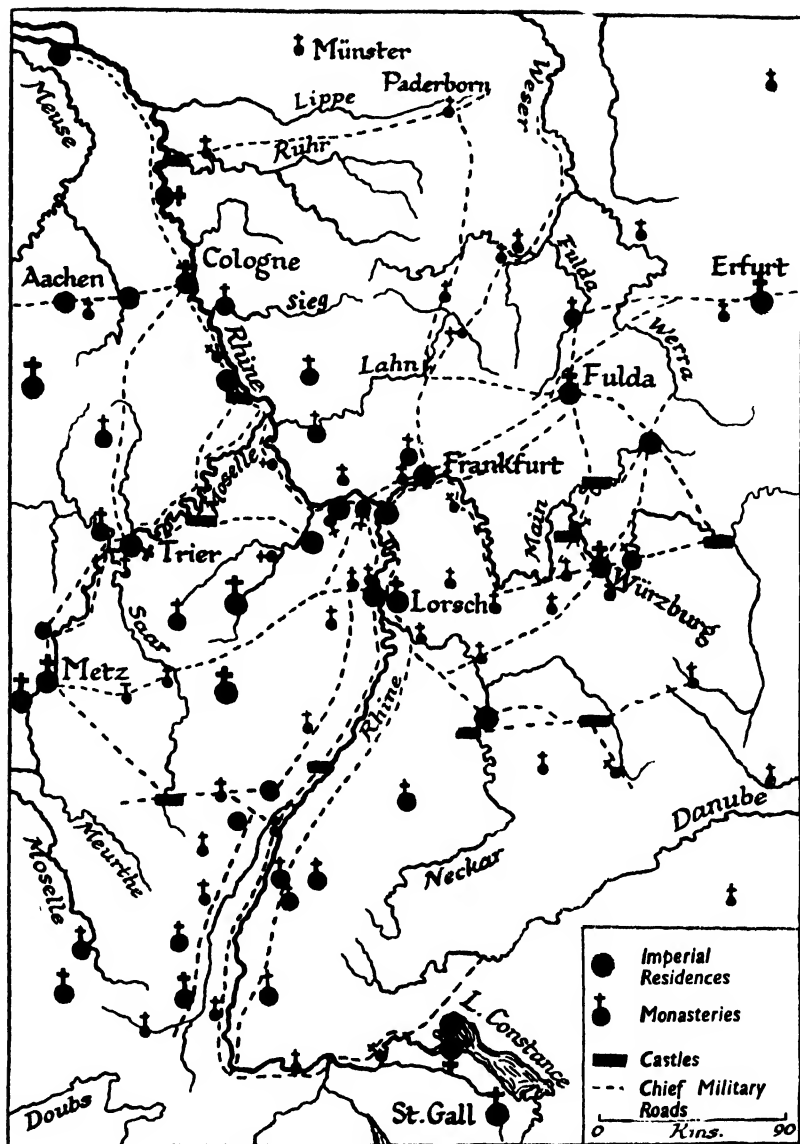 Münster
Paderborn
Weser
Lippe
Meuse
Ruhr
Cologne
Aachen
Fulda
Erfurt
Sieg
Rhine
Werra
Lahn
Fulda
Moselle
Frankfurt
Main
Trier
Würzburg
Lorsch
Saar
Metz
Rhine
Danube
Meurthe
Moselle
Neckar
L. Constance
St. Gall
Doubs
Imperial
Residences
Monasteries
Castles
Chief Military
Roads
0 Kms. 90